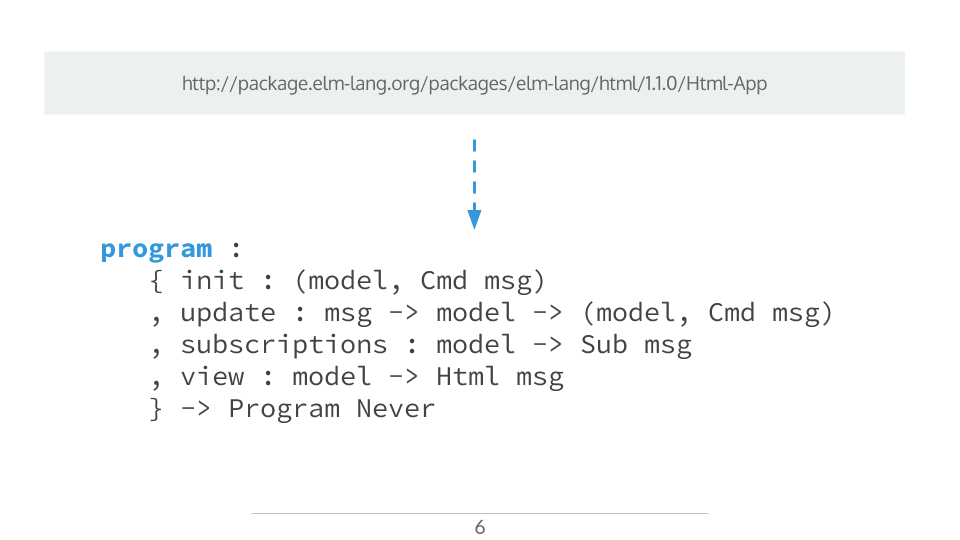 http://package.elm-lang.org/packages/elm-lang/html/1.1.0/Html-App
program :
{ init : (model, Cmd msg)
, update : msg -> model -> (model, Cmd msg)
, subscriptions : model -> Sub msg
, view : model -> Html msg
} -> Program Never
6